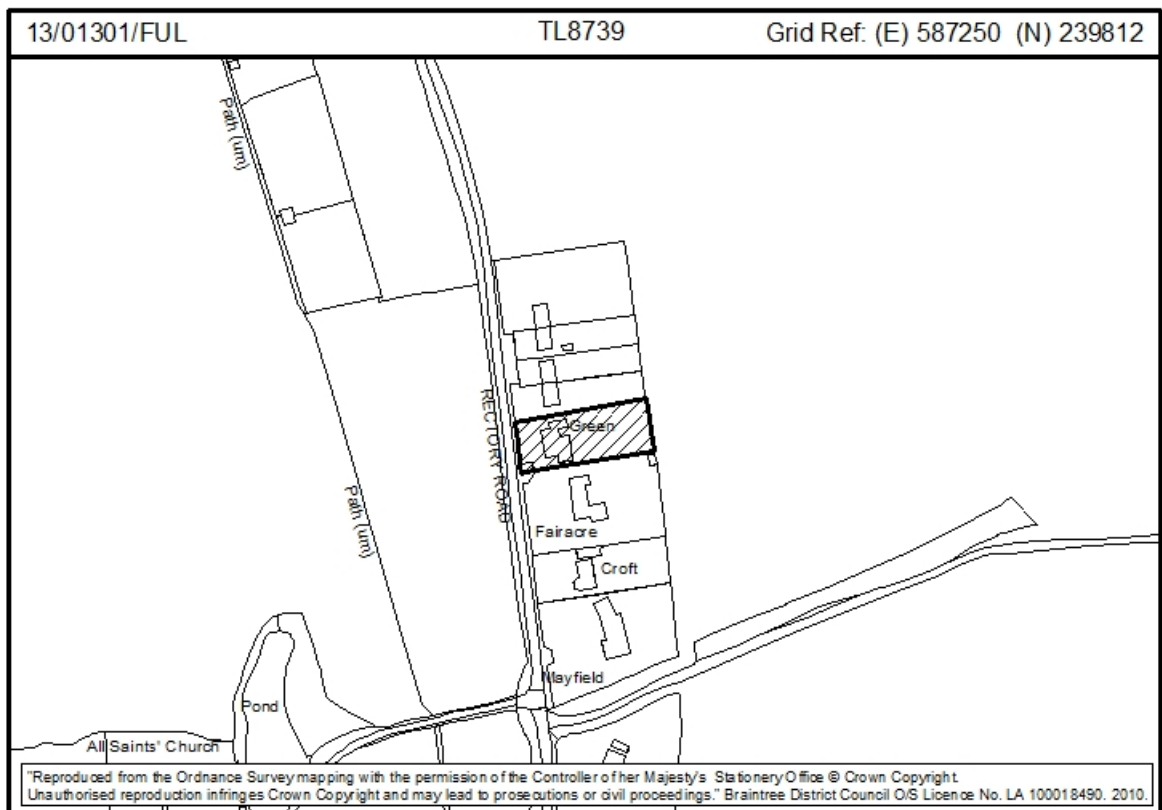 13/01301/FUL TL8739 Grid Ref: (E) 587250 (N) 239812
Path (um)
RECTORY ROAD
Green
Path (um)
Fairacre
Croft
Mayfield
Pond
All Saints' Church
"Reproduced from the Ordnance Survey mapping with the permission of the Controller of her Majesty's Stationery Office © Crown Copyright.
Unauthorised reproduction infringes Crown Copyright and may lead to prosecutions or civil proceedings." Braintree District Council O/S Licence No. LA 100018490. 2010.